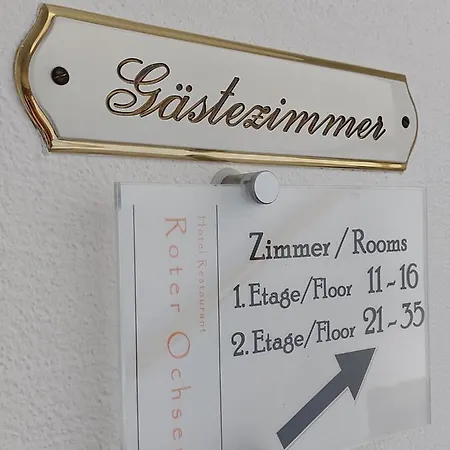 Gästezimmer
Hotel Restaurant
Roter Ochse
Zimmer / Rooms
1. Etage/Floor 11~16
2. Etage/Floor 21~35